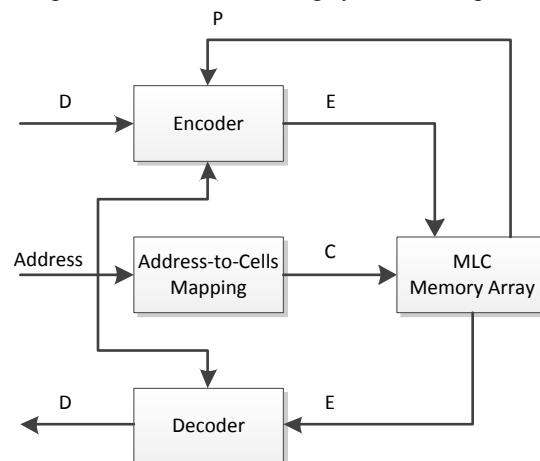 P
D
E
Encoder
Address
Address-to-Cells
Mapping
C
MLC
Memory Array
D
E
Decoder